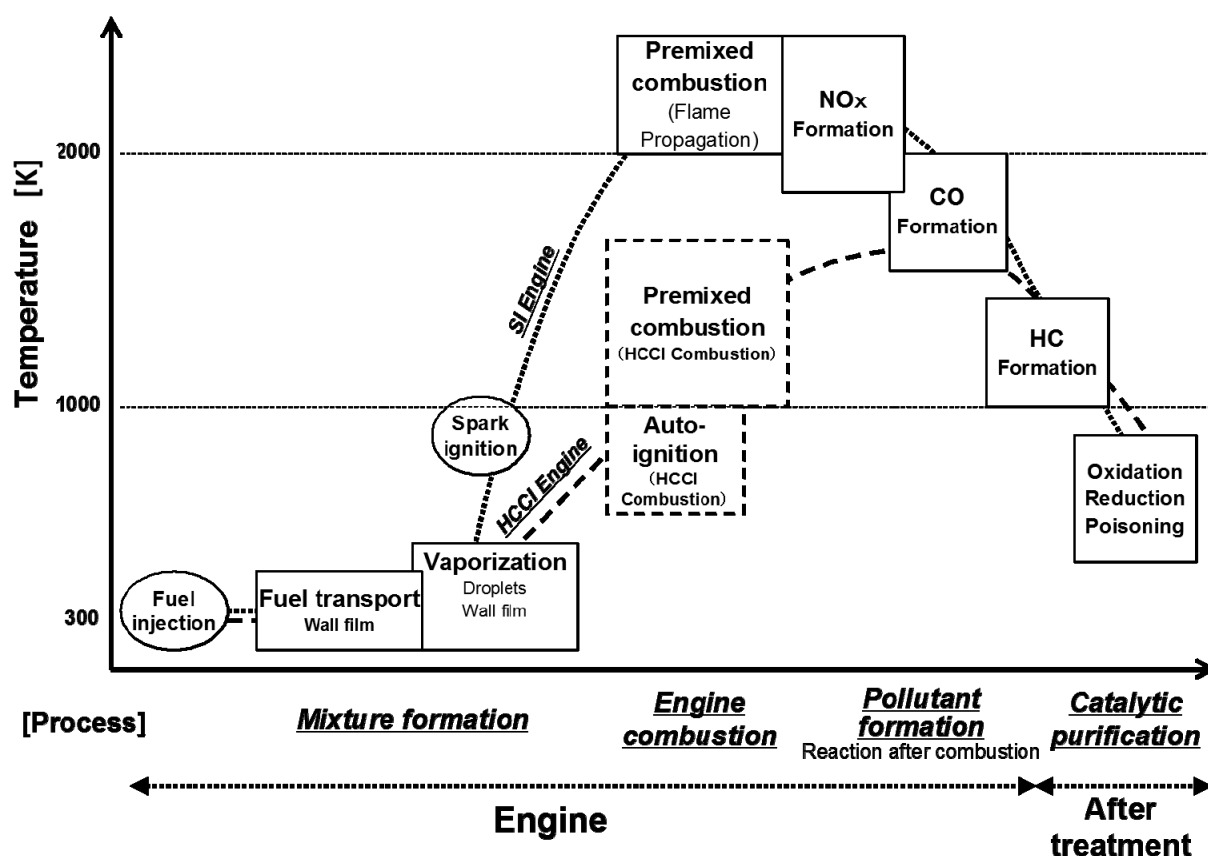 Temperature [K]
2000
1000
300
Premixed
combustion
(Flame
Propagation)
NOx
Formation
CO
Formation
SI Engine
Premixed
combustion
(HCCI Combustion)
HC
Formation
Spark
ignition
HCCI Engine
Auto-
ignition
(HCCI
Combustion)
Oxidation
Reduction
Poisoning
Vaporization
Droplets
Wall film
Fuel transport
Wall film
Fuel
injection
[Process]
Mixture formation
Engine
combustion
Pollutant
formation
Reaction after combustion
Catalytic
purification
Engine
After
treatment